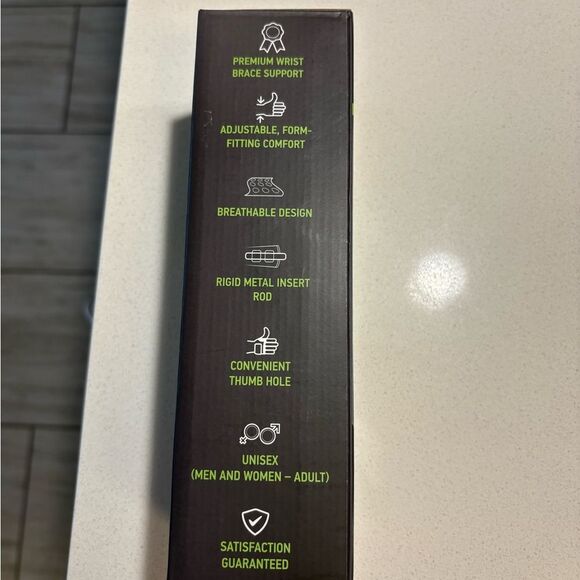 PREMIUM WRIST
BRACE SUPPORT
ADJUSTABLE, FORM-
FITTING COMFORT
BREATHABLE DESIGN
RIGID METAL INSERT
ROD
CONVENIENT
THUMB HOLE
UNISEX
(MEN AND WOMEN – ADULT)
SATISFACTION
GUARANTEED